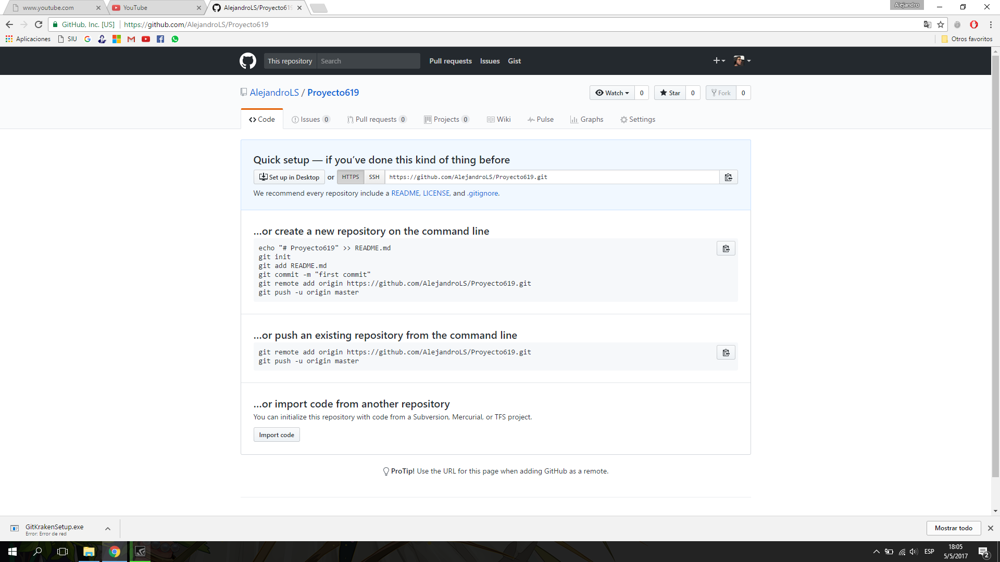 www.youtube.com
YouTube
AlejandroLS/Proyecto619
Alejandro
GitHub, Inc. [US]
https://github.com/AlejandroLS/Proyecto619
Aplicaciones
SIU
Otros favoritos
This repository
Search
Pull requests
Issues
Gist
AlejandroLS / Proyecto619
Watch 0
Star 0
Fork 0
Code
Issues 0
Pull requests 0
Projects 0
Wiki
Pulse
Graphs
Settings
Quick setup — if you’ve done this kind of thing before
Set up in Desktop or HTTPS SSH https://github.com/AlejandroLS/Proyecto619.git
We recommend every repository include a README, LICENSE, and .gitignore.
…or create a new repository on the command line
echo "# Proyecto619" >> README.md
git init
git add README.md
git commit -m "first commit"
git remote add origin https://github.com/AlejandroLS/Proyecto619.git
git push -u origin master
…or push an existing repository from the command line
git remote add origin https://github.com/AlejandroLS/Proyecto619.git
git push -u origin master
…or import code from another repository
You can initialize this repository with code from a Subversion, Mercurial, or TFS project.
Import code
ProTip! Use the URL for this page when adding GitHub as a remote.
GitKrakenSetup.exe
Error: Error de red
Mostrar todo
ESP
18:05
5/5/2017
2